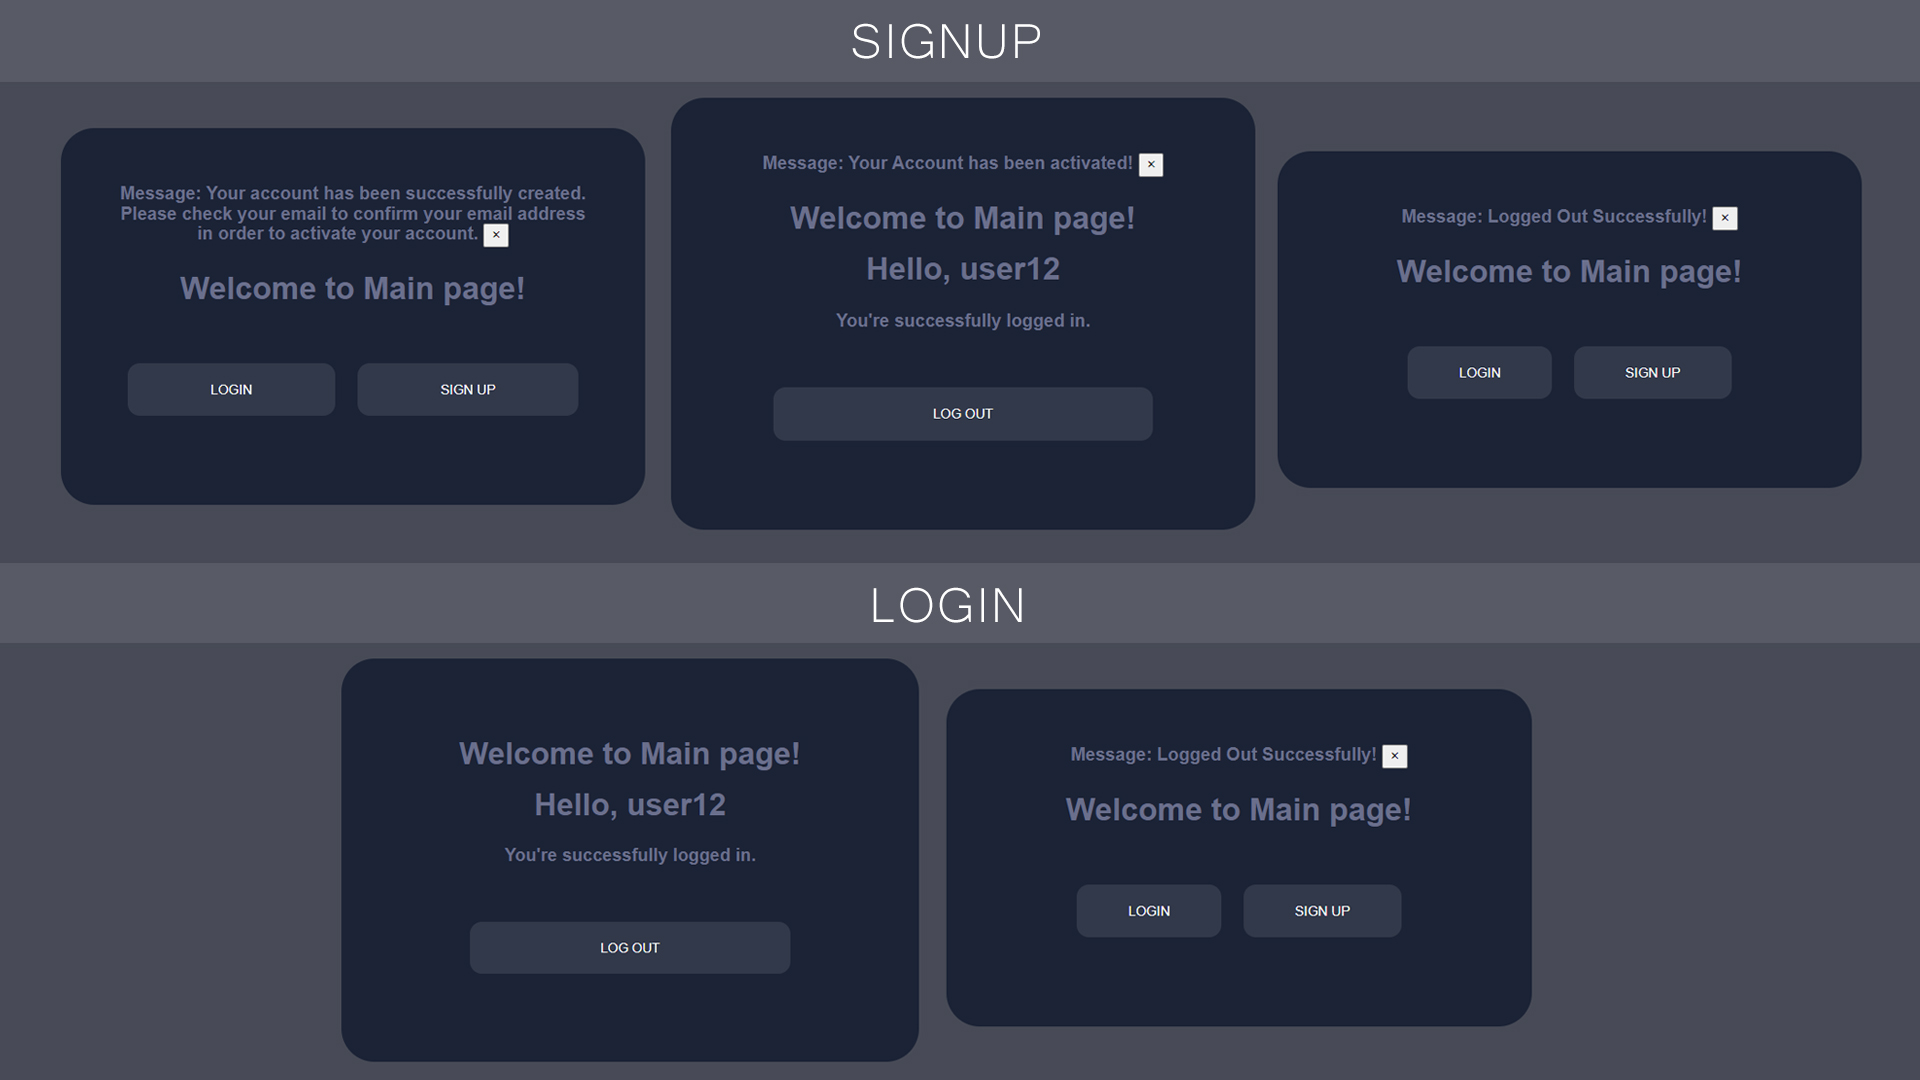 SIGNUP
Message: Your account has been successfully created.
Please check your email to confirm your email address
in order to activate your account. ×
Welcome to Main page!
LOGIN SIGN UP
Message: Your Account has been activated! ×
Welcome to Main page!
Hello, user12
You're successfully logged in.
LOG OUT
Message: Logged Out Successfully! ×
Welcome to Main page!
LOGIN SIGN UP
LOGIN
Welcome to Main page!
Hello, user12
You're successfully logged in.
LOG OUT
Message: Logged Out Successfully! ×
Welcome to Main page!
LOGIN SIGN UP